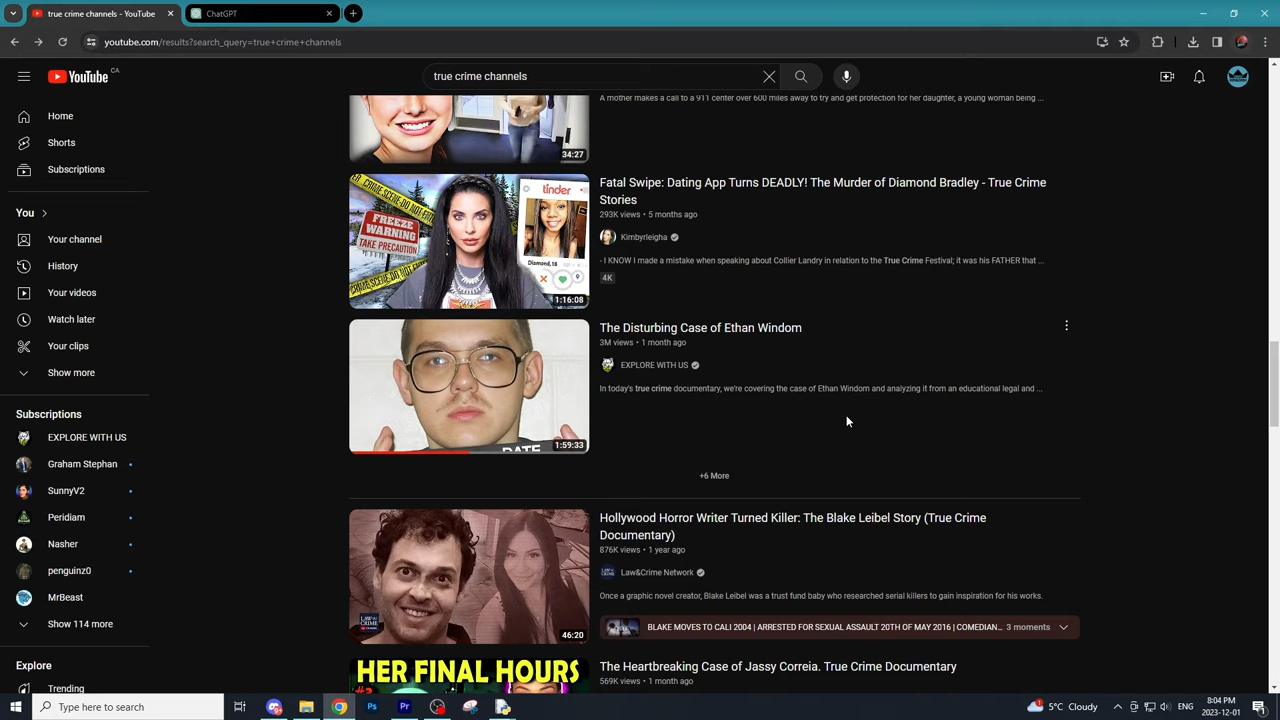 true crime channels - YouTube
ChatGPT
youtube.com/results?search_query=true+crime+channels
YouTube CA
true crime channels
Home
Shorts
Subscriptions
You
Your channel
History
Your videos
Watch later
Your clips
Show more
Subscriptions
EXPLORE WITH US
Graham Stephan
SunnyV2
Peridiam
Nasher
penguinz0
MrBeast
Show 114 more
Explore
Trending
34:27
A mother makes a call to a 911 center over 600 miles away to try and get protection for her daughter, a young woman being ...
FREEZE
WARNING
TAKE PRECAUTION
tinder
Diamond, 18
1:16:08
Fatal Swipe: Dating App Turns DEADLY! The Murder of Diamond Bradley - True Crime
Stories
293K views • 5 months ago
Kimbyrleigha
- I KNOW I made a mistake when speaking about Collier Landry in relation to the True Crime Festival; it was his FATHER that ...
4K
DATE
1:59:33
The Disturbing Case of Ethan Windom
3M views • 1 month ago
EXPLORE WITH US
In today's true crime documentary, we're covering the case of Ethan Windom and analyzing it from an educational legal and ...
+6 More
LAW&
CRIME
46:20
Hollywood Horror Writer Turned Killer: The Blake Leibel Story (True Crime
Documentary)
876K views • 1 year ago
Law&Crime Network
Once a graphic novel creator, Blake Leibel was a trust fund baby who researched serial killers to gain inspiration for his works.
BLAKE MOVES TO CALI 2004 | ARRESTED FOR SEXUAL ASSAULT 20TH OF MAY 2016 | COMEDIAN... 3 moments
HER FINAL HOURS
#3
The Heartbreaking Case of Jassy Correia. True Crime Documentary
569K views • 1 month ago
Type here to search
5°C Cloudy
8:04 PM
2023-12-01